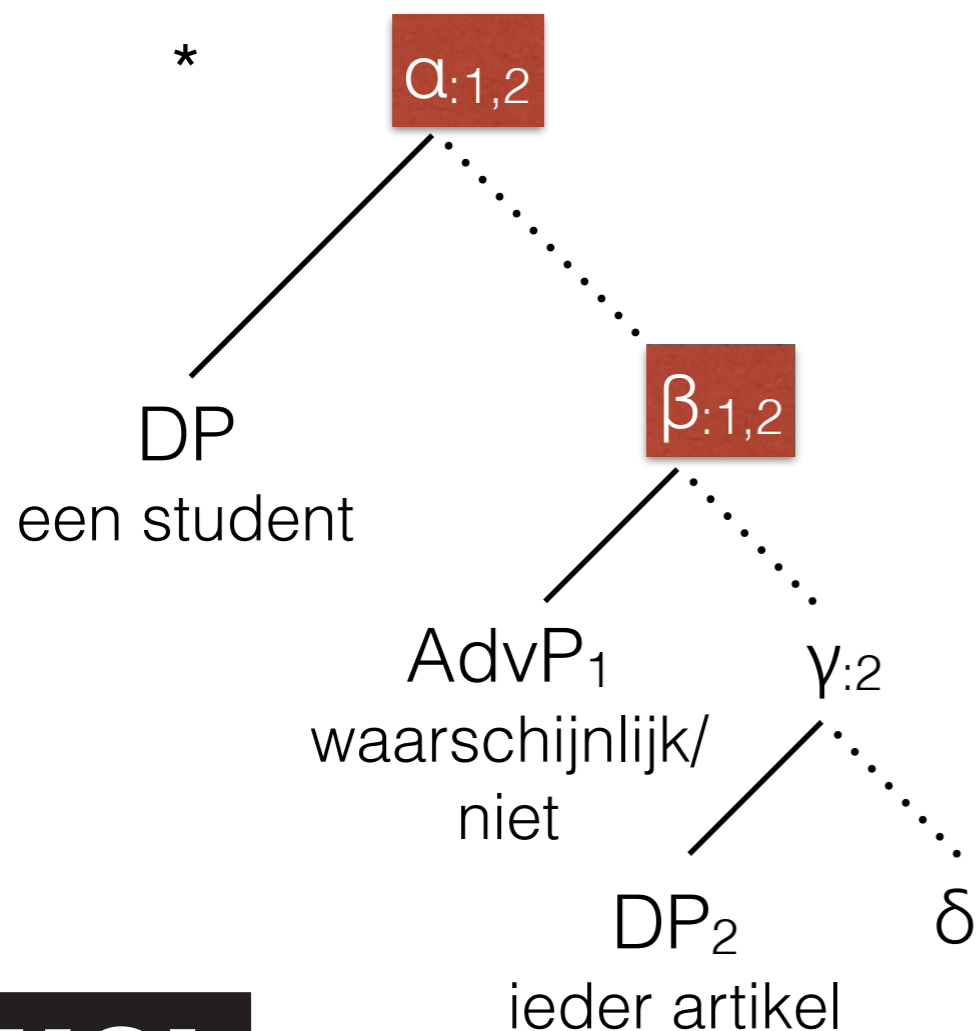 *
α:1,2
β:1,2
DP
een student
AdvP₁
γ:2
waarschijnlijk/
niet
DP₂
δ
ieder artikel